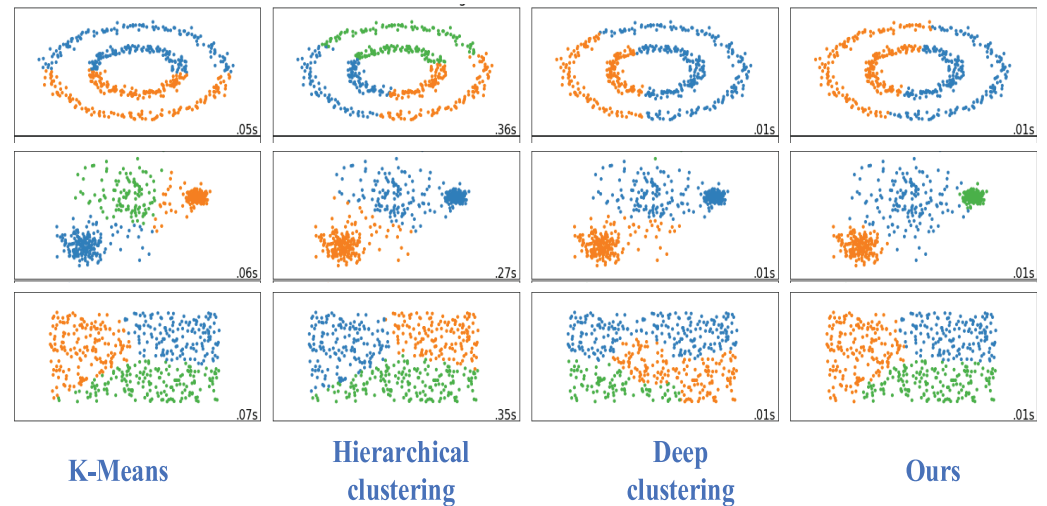 .05s
.36s
.01s
.01s
.06s
.27s
.01s
.01s
.07s
.35s
.01s
.01s
K-Means
Hierarchical
clustering
Deep
clustering
Ours